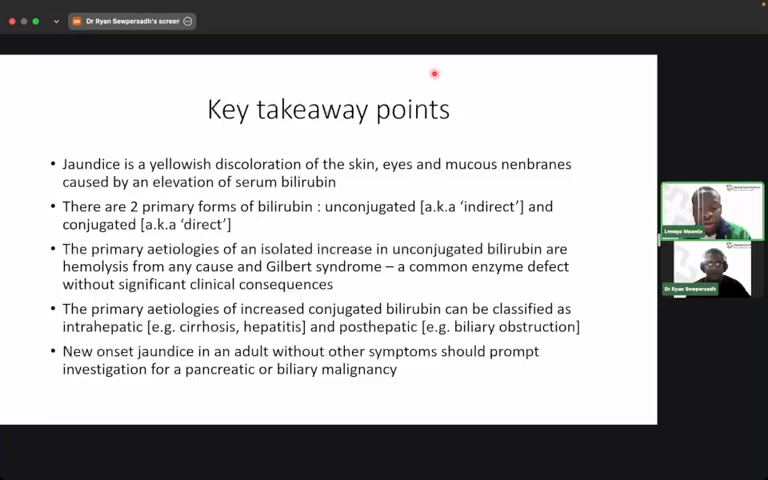 DR Dr Ryan Sewpersadh's screen
Key takeaway points
• Jaundice is a yellowish discoloration of the skin, eyes and mucous nenbranes
caused by an elevation of serum bilirubin
• There are 2 primary forms of bilirubin : unconjugated [a.k.a 'indirect'] and
conjugated [a.k.a 'direct']
• The primary aetiologies of an isolated increase in unconjugated bilirubin are
hemolysis from any cause and Gilbert syndrome – a common enzyme defect
without significant clinical consequences
• The primary aetiologies of increased conjugated bilirubin can be classified as
intrahepatic [e.g. cirrhosis, hepatitis] and posthepatic [e.g. biliary obstruction]
• New onset jaundice in an adult without other symptoms should prompt
investigation for a pancreatic or biliary malignancy
Dr Ryan Sewpersadh